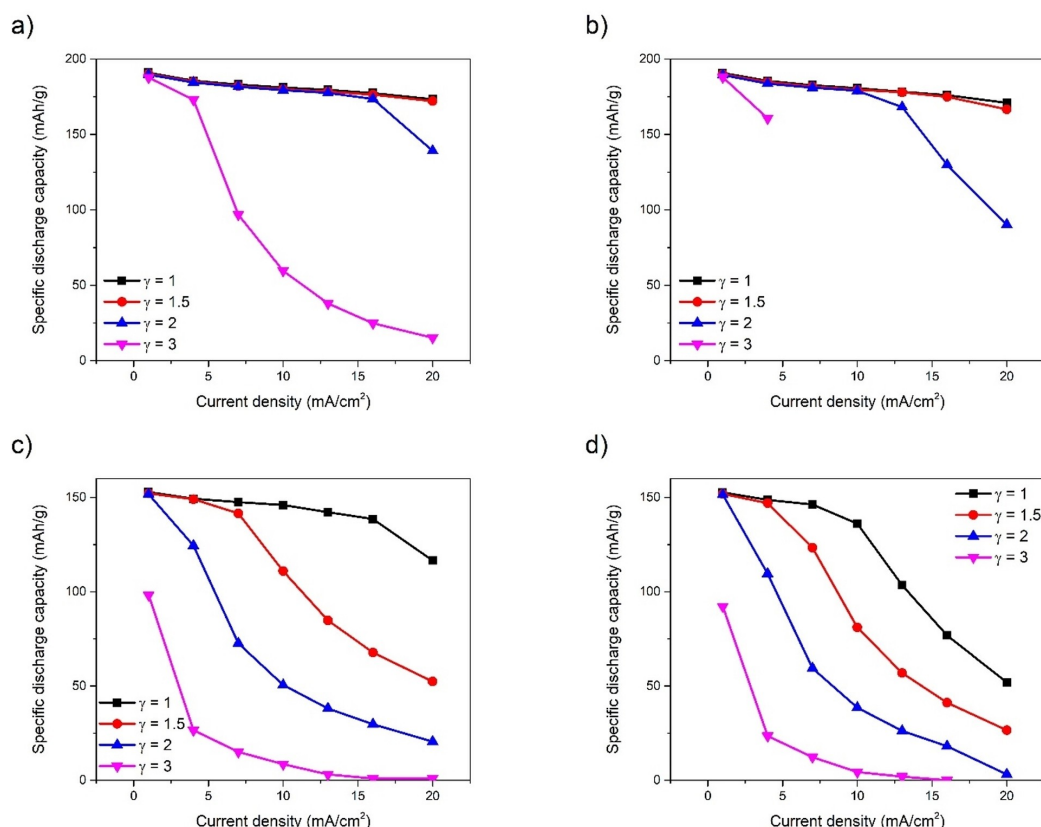 a)
200
150
100
50
0
Specific discharge capacity (mAh/g)
γ = 1
γ = 1.5
γ = 2
γ = 3
0 5 10 15 20
Current density (mA/cm²)
b)
200
150
100
50
0
Specific discharge capacity (mAh/g)
γ = 1
γ = 1.5
γ = 2
γ = 3
0 5 10 15 20
Current density (mA/cm²)
c)
150
100
50
0
Specific discharge capacity (mAh/g)
γ = 1
γ = 1.5
γ = 2
γ = 3
0 5 10 15 20
Current density (mA/cm²)
d)
150
100
50
0
Specific discharge capacity (mAh/g)
γ = 1
γ = 1.5
γ = 2
γ = 3
0 5 10 15 20
Current density (mA/cm²)